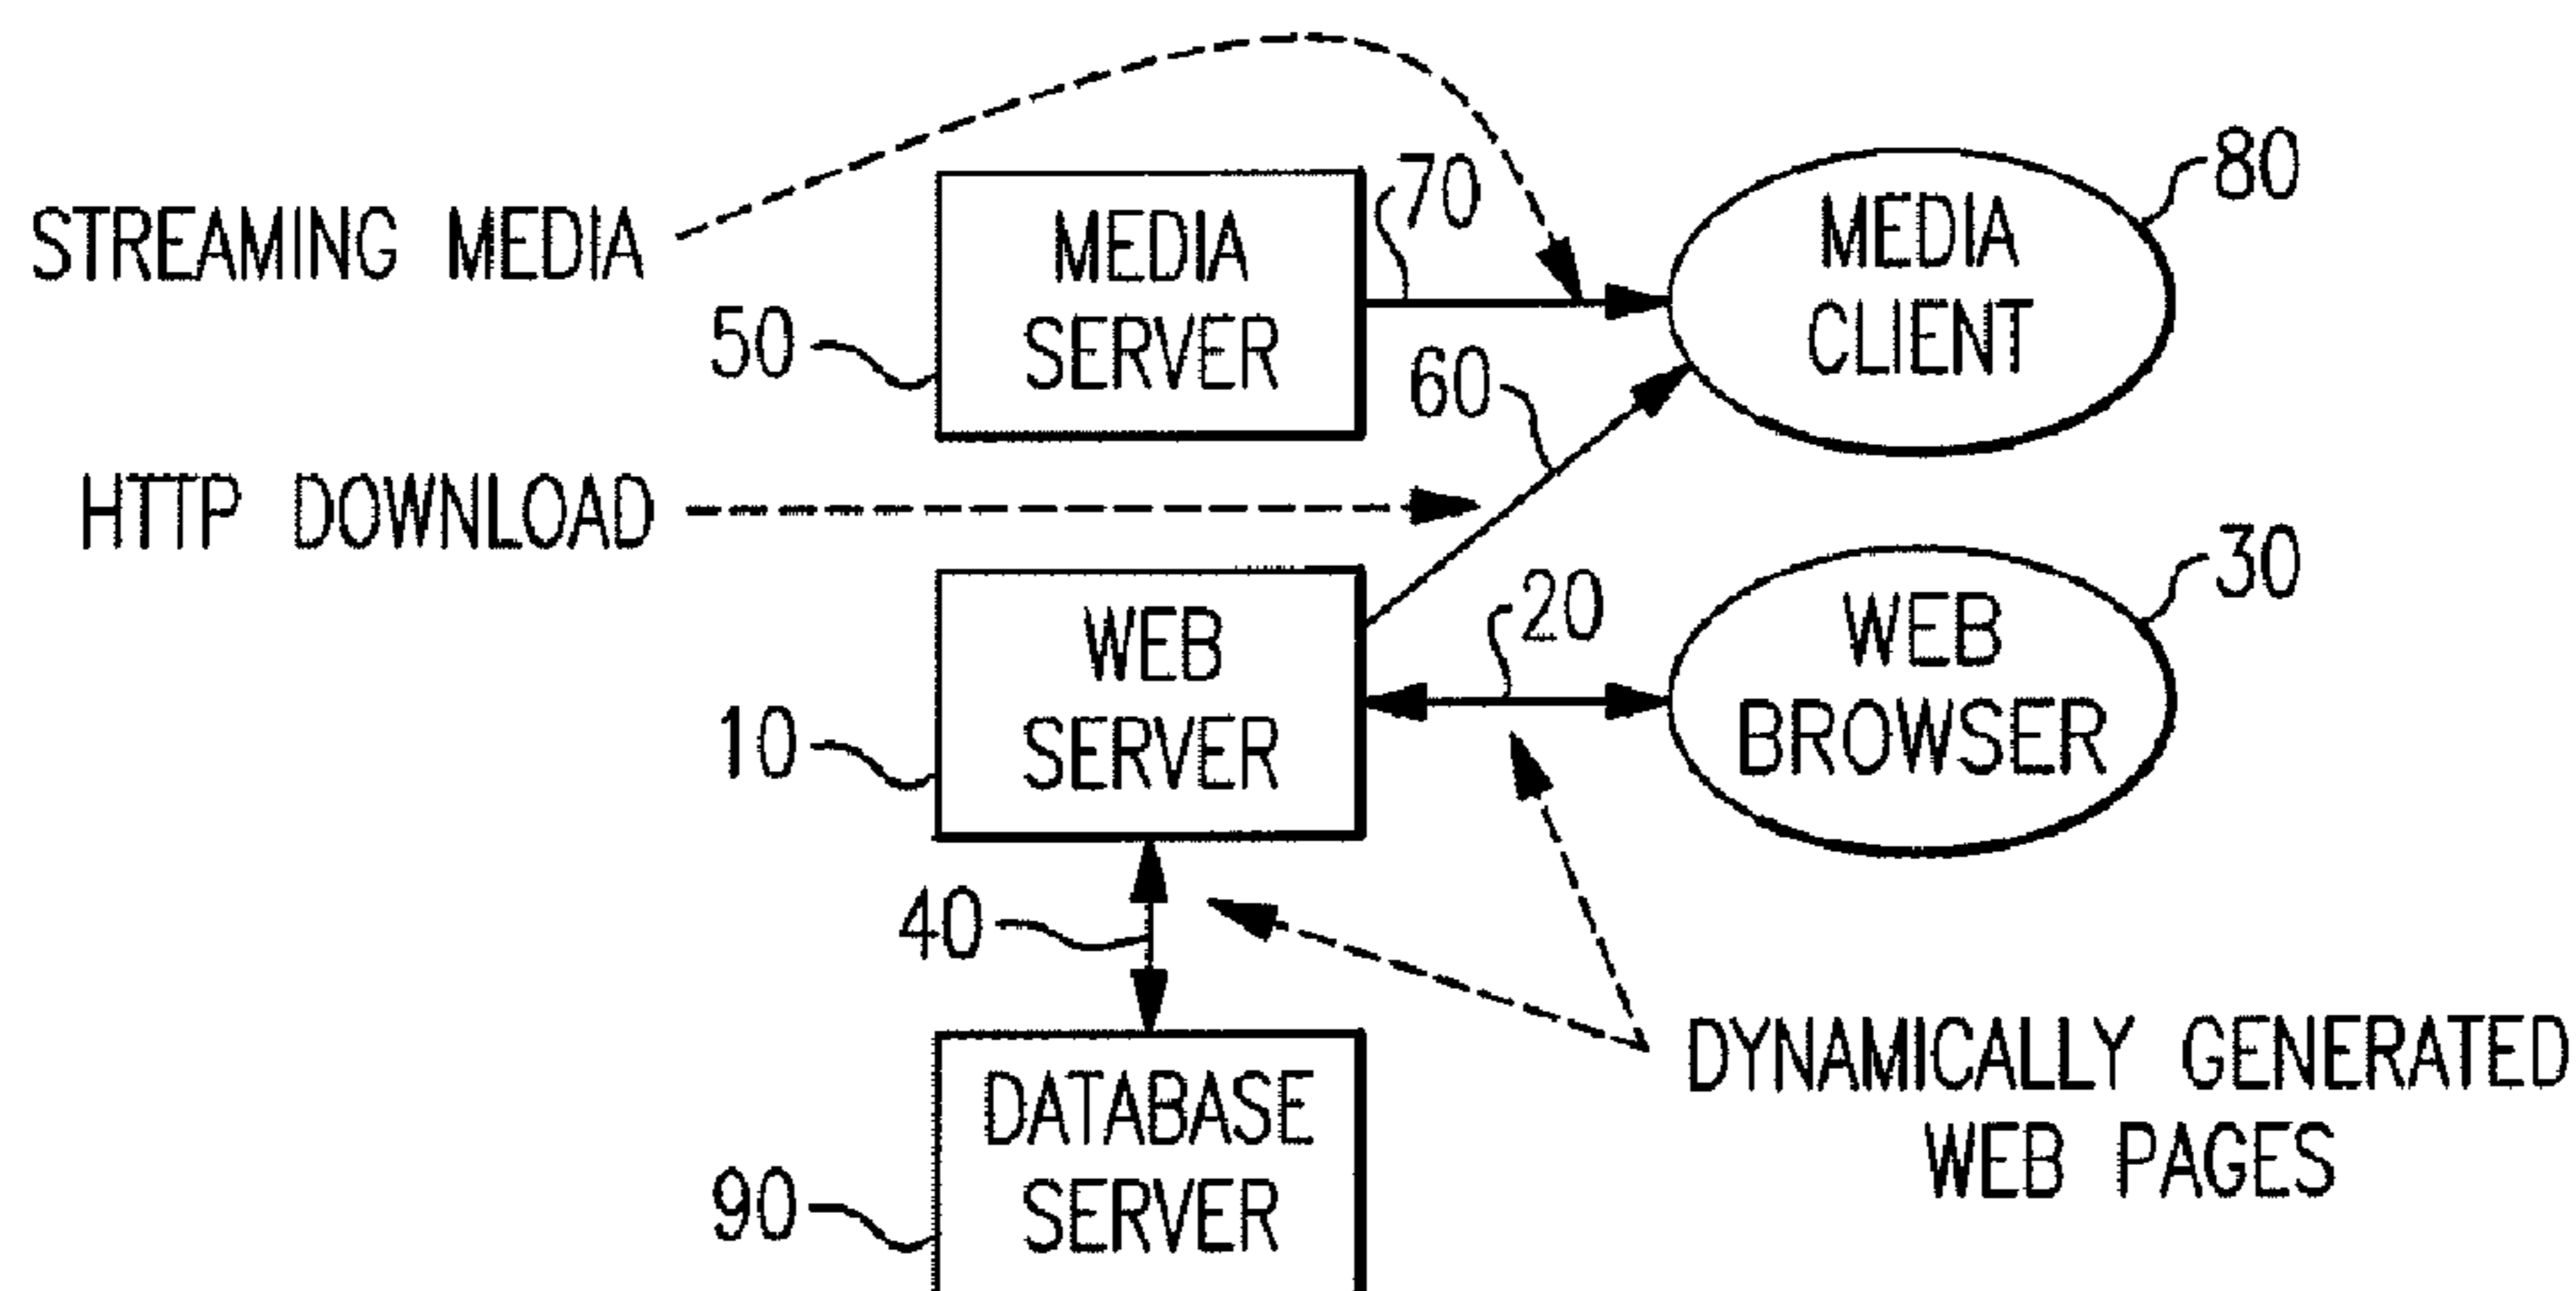 80
70
MEDIA
CLIENT
STREAMING MEDIA
MEDIA
SERVER
50
60
HTTP DOWNLOAD
30
20
WEB
BROWSER
WEB
SERVER
10
40
DYNAMICALLY GENERATED
WEB PAGES
DATABASE
SERVER
90